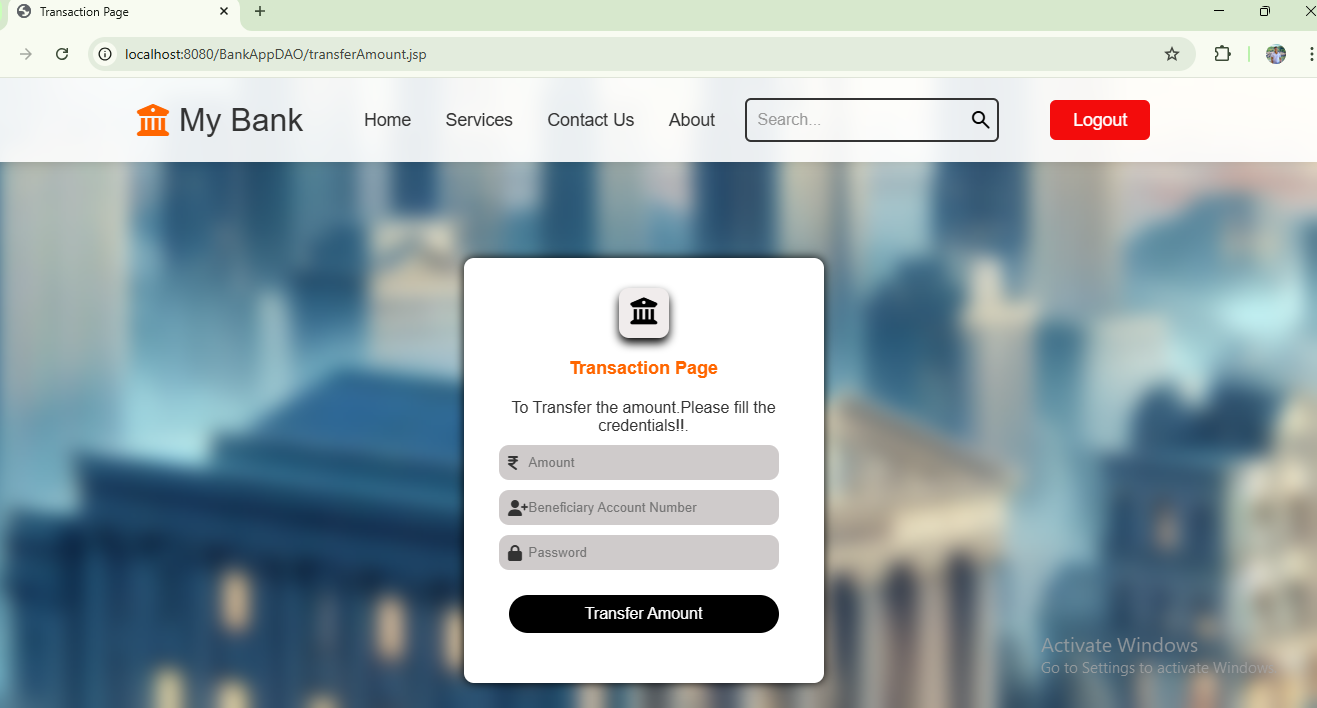 Transaction Page
localhost:8080/BankAppDAO/transferAmount.jsp
My Bank
Home
Services
Contact Us
About
Search...
Logout
Transaction Page
To Transfer the amount.Please fill the
credentials!!.
Amount
Beneficiary Account Number
Password
Transfer Amount
Activate Windows
Go to Settings to activate Windows.